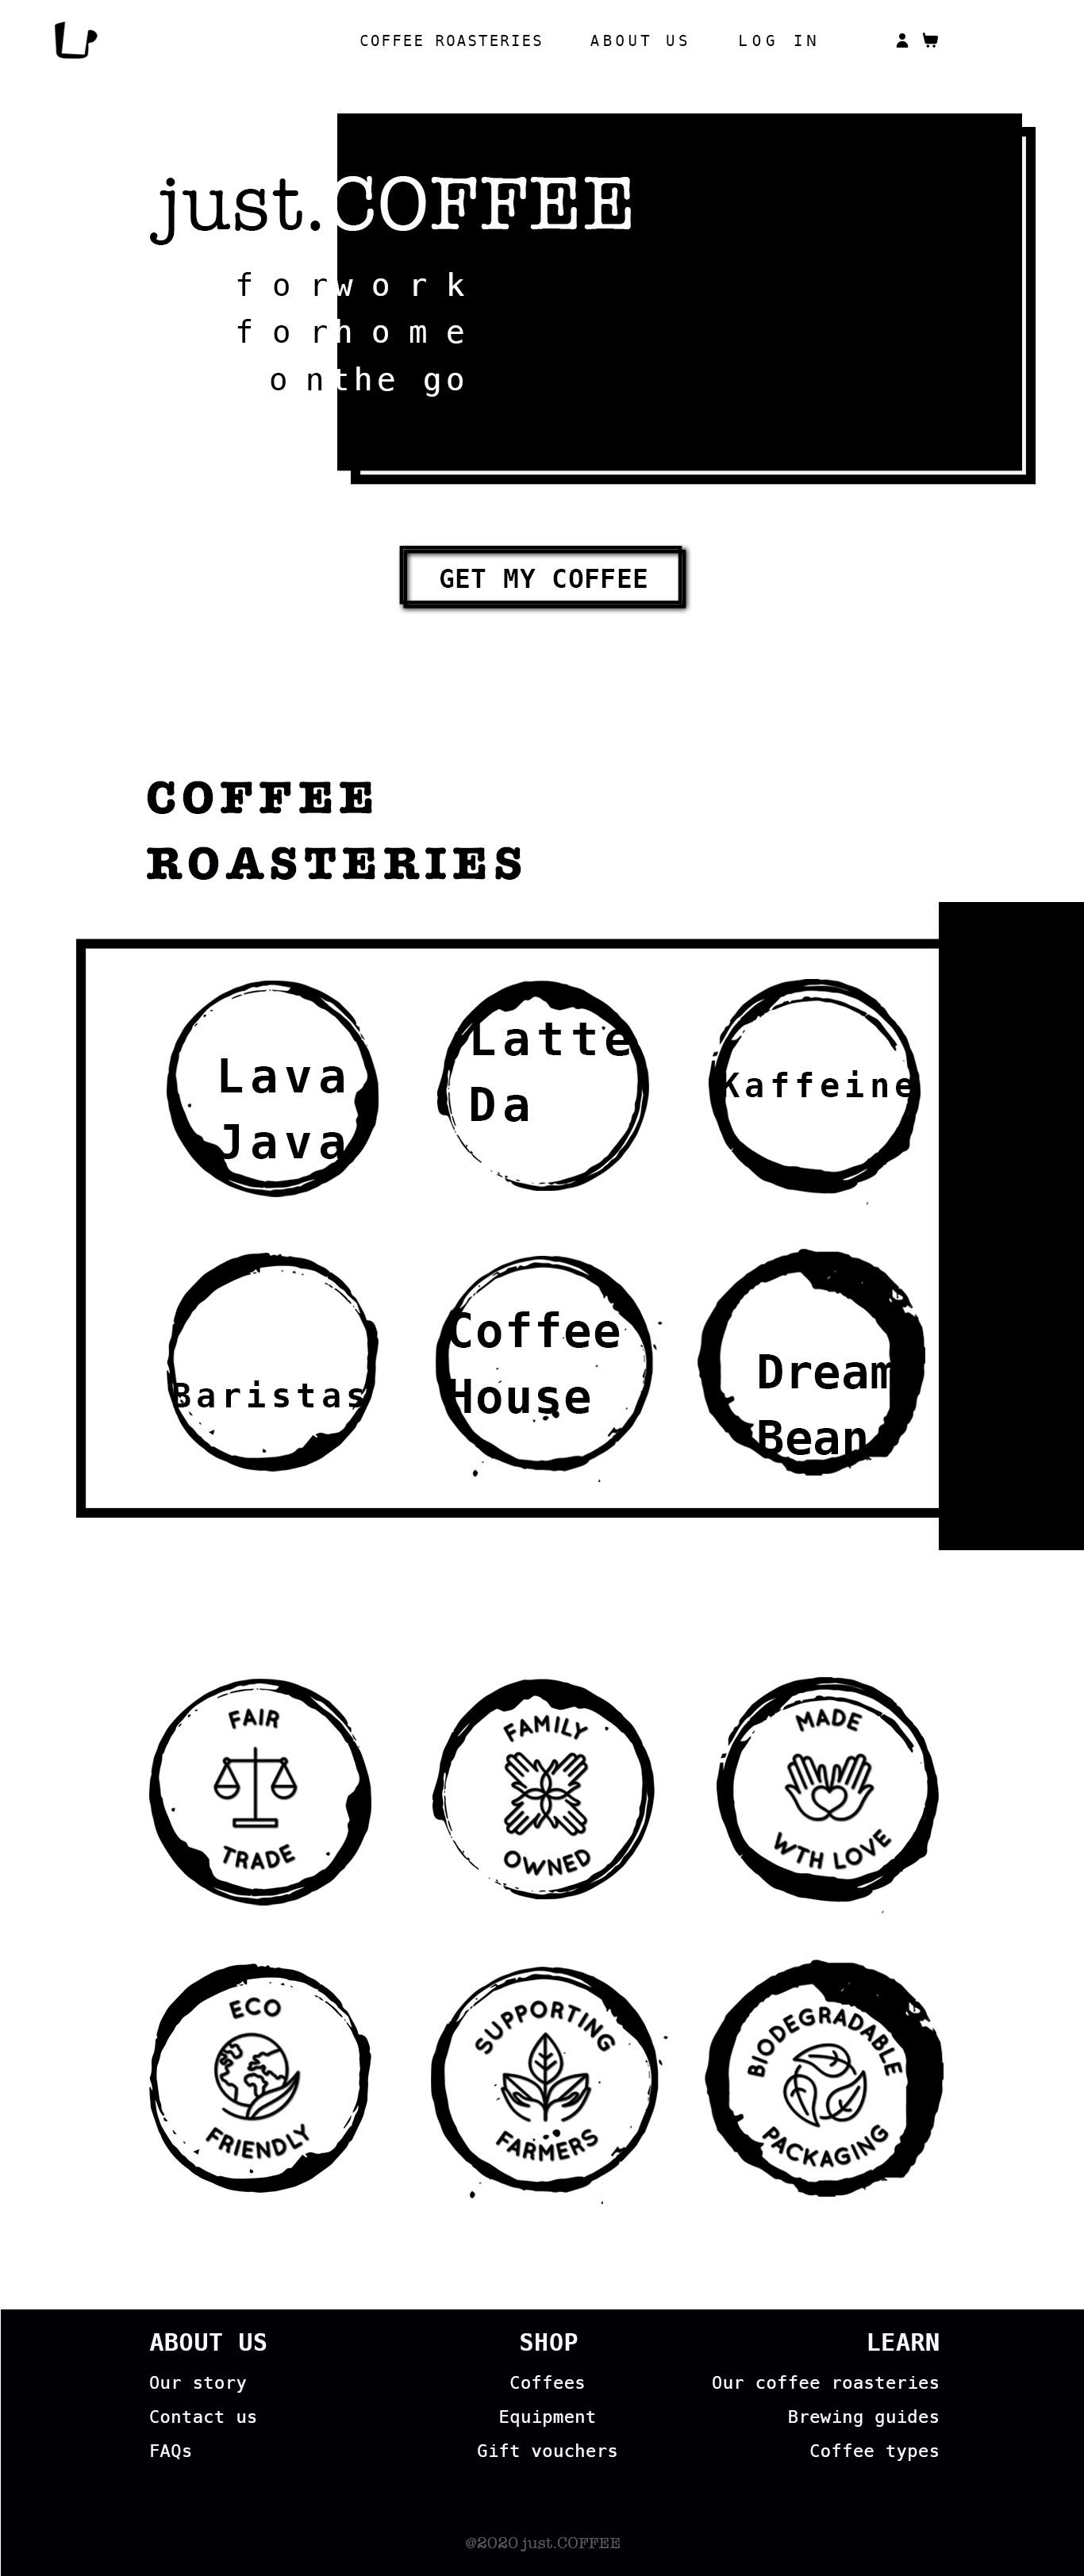 COFFEE ROASTERIES ABOUT US LOG IN
just.COFFEE
forwork
forhome
onthe go
GET MY COFFEE
COFFEE
ROASTERIES
Lava
Java
Latte
Da
Kaffeine
Baristas
Coffee
House
Dream
Bean
FAIR
TRADE
FAMILY
OWNED
MADE
WTH LOVE
ECO
FRIENDLY
SUPPORTING
FARMERS
BIODEGRADABLE
PACKAGING
ABOUT US
Our story
Contact us
FAQs
SHOP
Coffees
Equipment
Gift vouchers
LEARN
Our coffee roasteries
Brewing guides
Coffee types
@2020 just.COFFEE